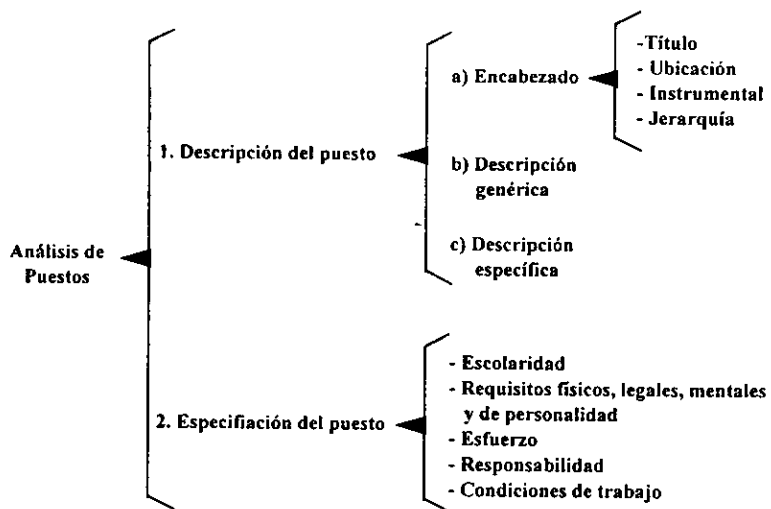 Análisis de
Puestos
1. Descripción del puesto
a) Encabezado
-Título
- Ubicación
- Instrumental
- Jerarquía
b) Descripción
genérica
c) Descripción
específica
2. Especifiación del puesto
- Escolaridad
- Requisitos físicos, legales, mentales
y de personalidad
- Esfuerzo
- Responsabilidad
- Condiciones de trabajo